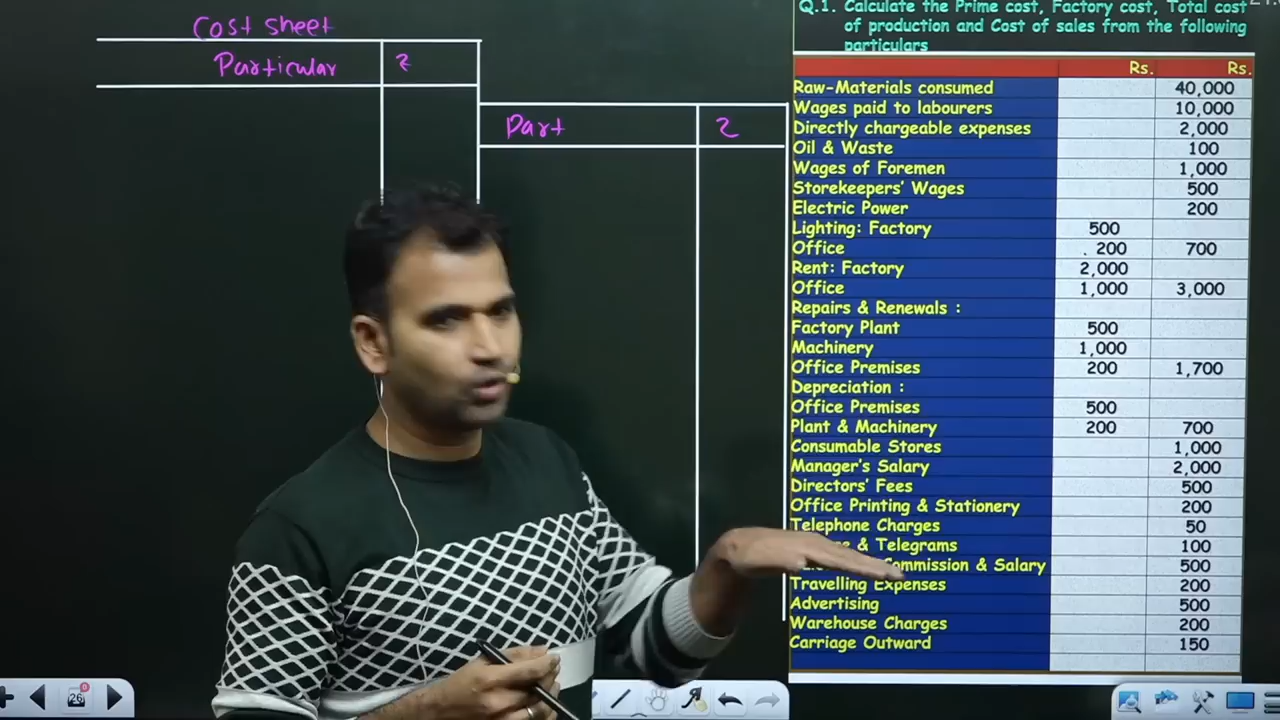 Cost sheet
Particular ₹
Part ₹
Q.1. Calculate the Prime cost, Factory cost, Total cost
of production and Cost of sales from the following
particulars
Rs. Rs.
Raw-Materials consumed 40,000
Wages paid to labourers 10,000
Directly chargeable expenses 2,000
Oil & Waste 100
Wages of Foremen 1,000
Storekeepers' Wages 500
Electric Power 200
Lighting: Factory 500
Office 200 700
Rent: Factory 2,000
Office 1,000 3,000
Repairs & Renewals :
Factory Plant 500
Machinery 1,000
Office Premises 200 1,700
Depreciation :
Office Premises 500
Plant & Machinery 200 700
Consumable Stores 1,000
Manager's Salary 2,000
Directors' Fees 500
Office Printing & Stationery 200
Telephone Charges 50
& Telegrams 100
Commission & Salary 500
Travelling Expenses 200
Advertising 500
Warehouse Charges 200
Carriage Outward 150
26